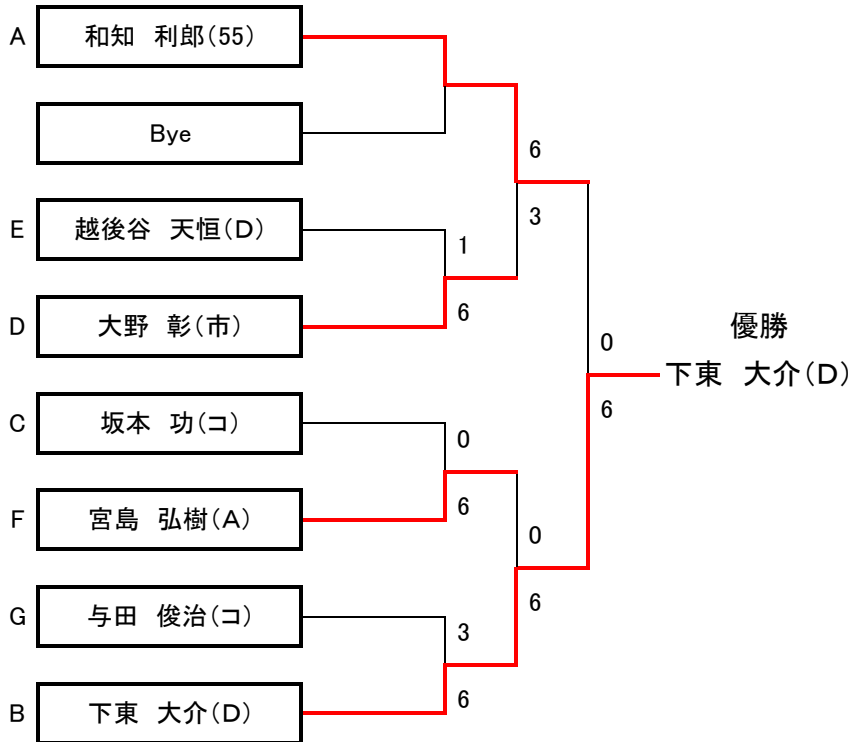 A 和知 利郎(55)
Bye
6
3
E 越後谷 天恒(D)
1
D 大野 彰(市)
6
優勝
0
下東 大介(D)
6
C 坂本 功(コ)
0
F 宮島 弘樹(A)
6
0
6
G 与田 俊治(コ)
3
B 下東 大介(D)
6